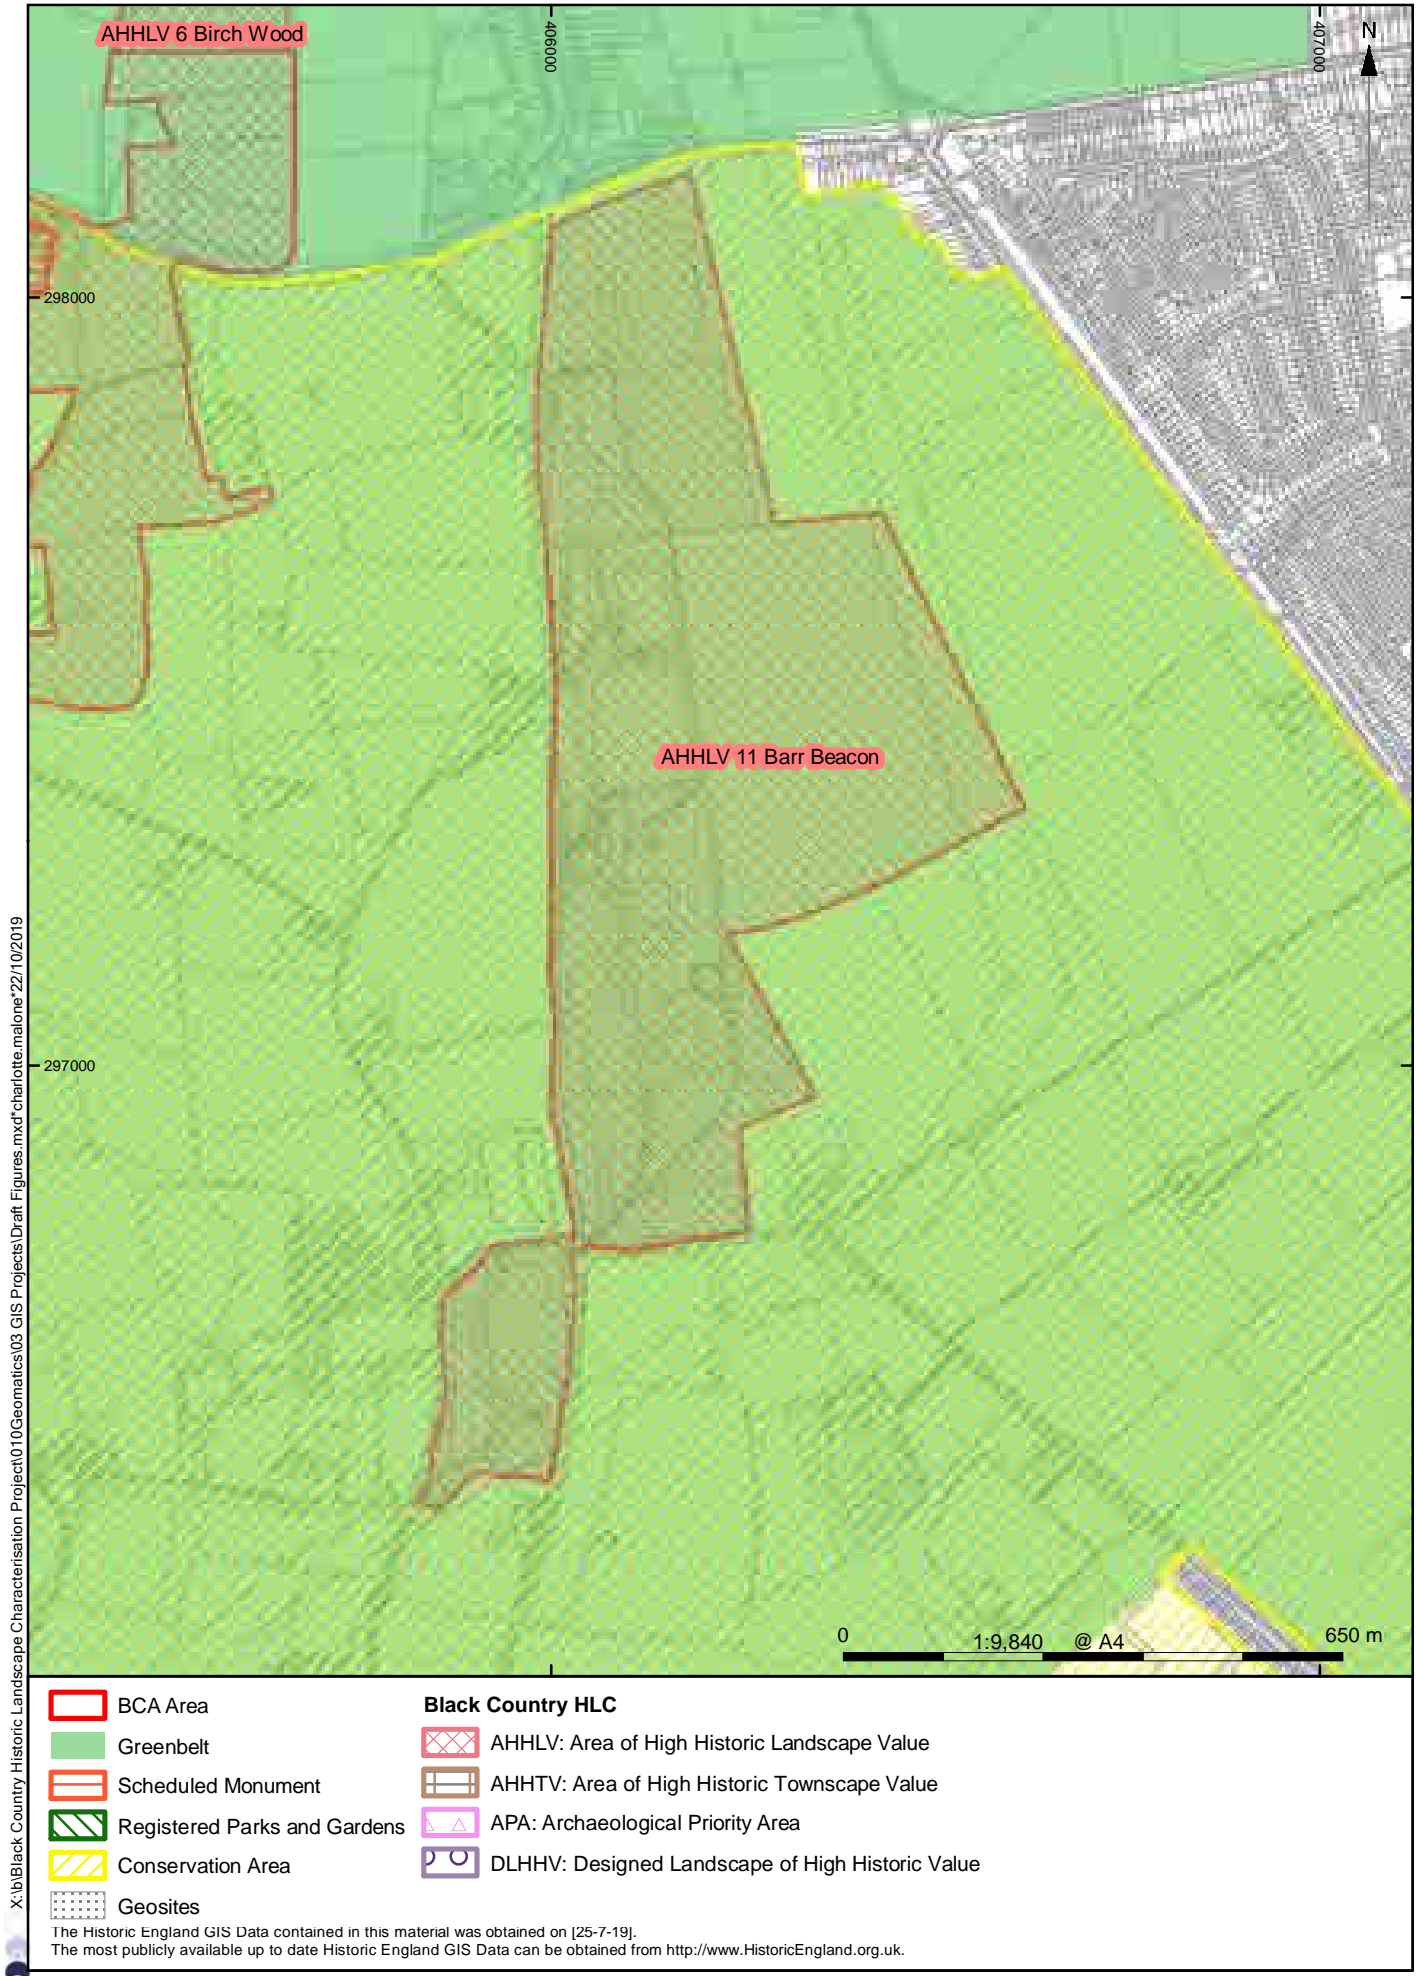 AHHLV 6 Birch Wood
406000
407000
N
298000
AHHLV 11 Barr Beacon
297000
0
1:9,840 @ A4
650 m
X:\b\Black Country Historic Landscape Characterisation Project\010Geomatics\03 GIS Projects\Draft Figures.mxd*charlotte.malone*22/10/2019
BCA Area
Greenbelt
Scheduled Monument
Registered Parks and Gardens
Conservation Area
Geosites
Black Country HLC
AHHLV: Area of High Historic Landscape Value
AHHTV: Area of High Historic Townscape Value
APA: Archaeological Priority Area
DLHHV: Designed Landscape of High Historic Value
The Historic England GIS Data contained in this material was obtained on [25-7-19].
The most publicly available up to date Historic England GIS Data can be obtained from http://www.HistoricEngland.org.uk.